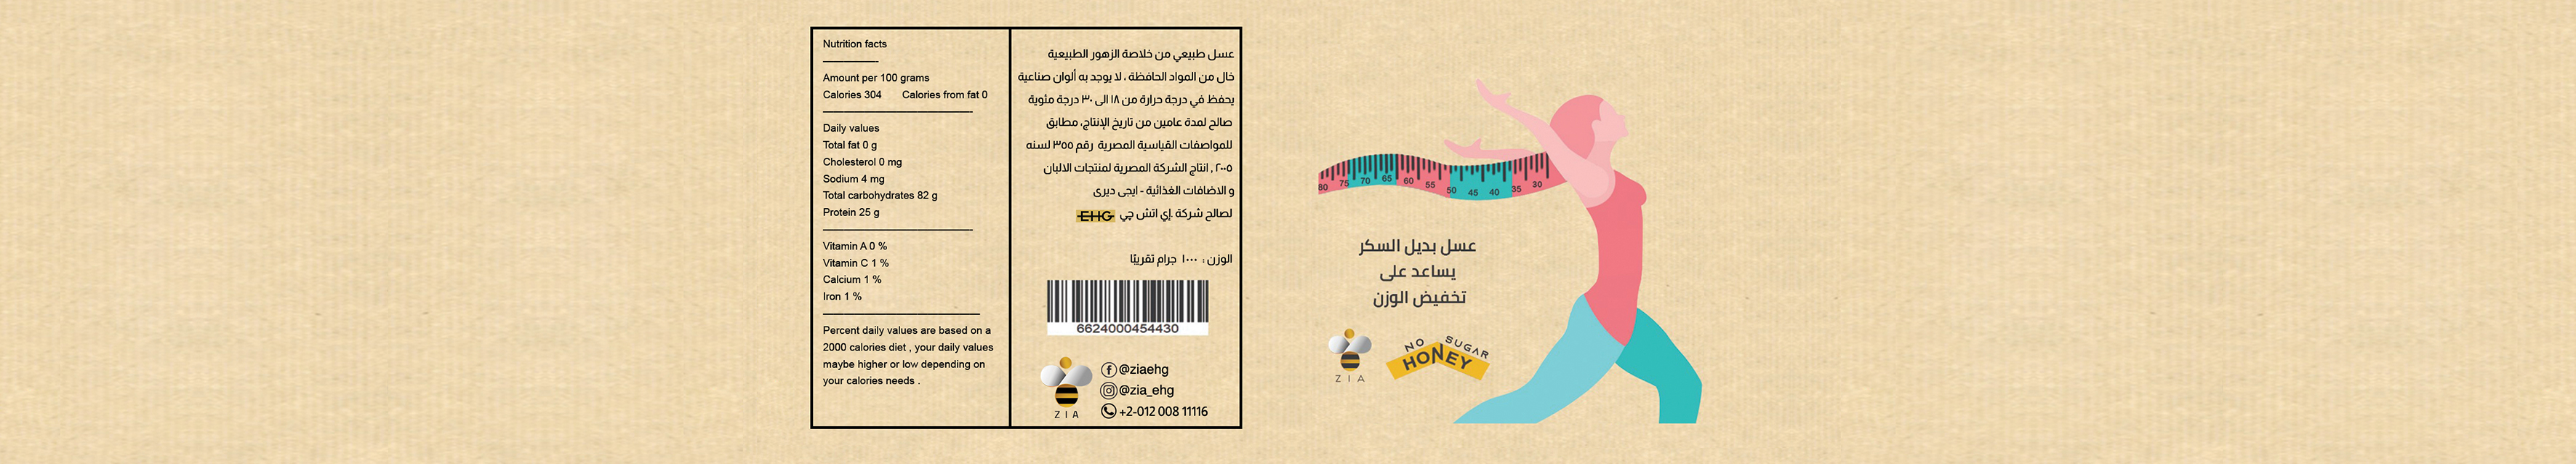 Nutrition facts
Amount per 100 grams
Calories 304 Calories from fat 0
Daily values
Total fat 0 g
Cholesterol 0 mg
Sodium 4 mg
Total carbohydrates 82 g
Protein 25 g
Vitamin A 0 %
Vitamin C 1 %
Calcium 1 %
Iron 1 %
Percent daily values are based on a
2000 calories diet , your daily values
maybe higher or low depending on
your calories needs .
عسل طبيعي من خلاصة الزهور الطبيعية
خال من المواد الحافظة ، لا يوجد به ألوان صناعية
يحفظ في درجة حرارة من ١٨ الى ٣٠ درجة مئوية
صالح لمدة عامين من تاريخ الإنتاج، مطابق
للمواصفات القياسية المصرية رقم ٣٥٥ لسنه
٢٠٠٥ , انتاج الشركة المصرية لمنتجات الالبان
و الاضافات الغذائية - ايجى ديرى
لصالح شركة .إي اتش چي EHG
الوزن : ١٠٠٠ جرام تقريبًا
6624000454430
ZIA
@ziaehg
@zia_ehg
+2-012 008 11116
80 75 70 65 60 55 50 45 40 35 30
عسل بديل السكر
يساعد على
تخفيض الوزن
ZIA
NO SUGAR
HONEY